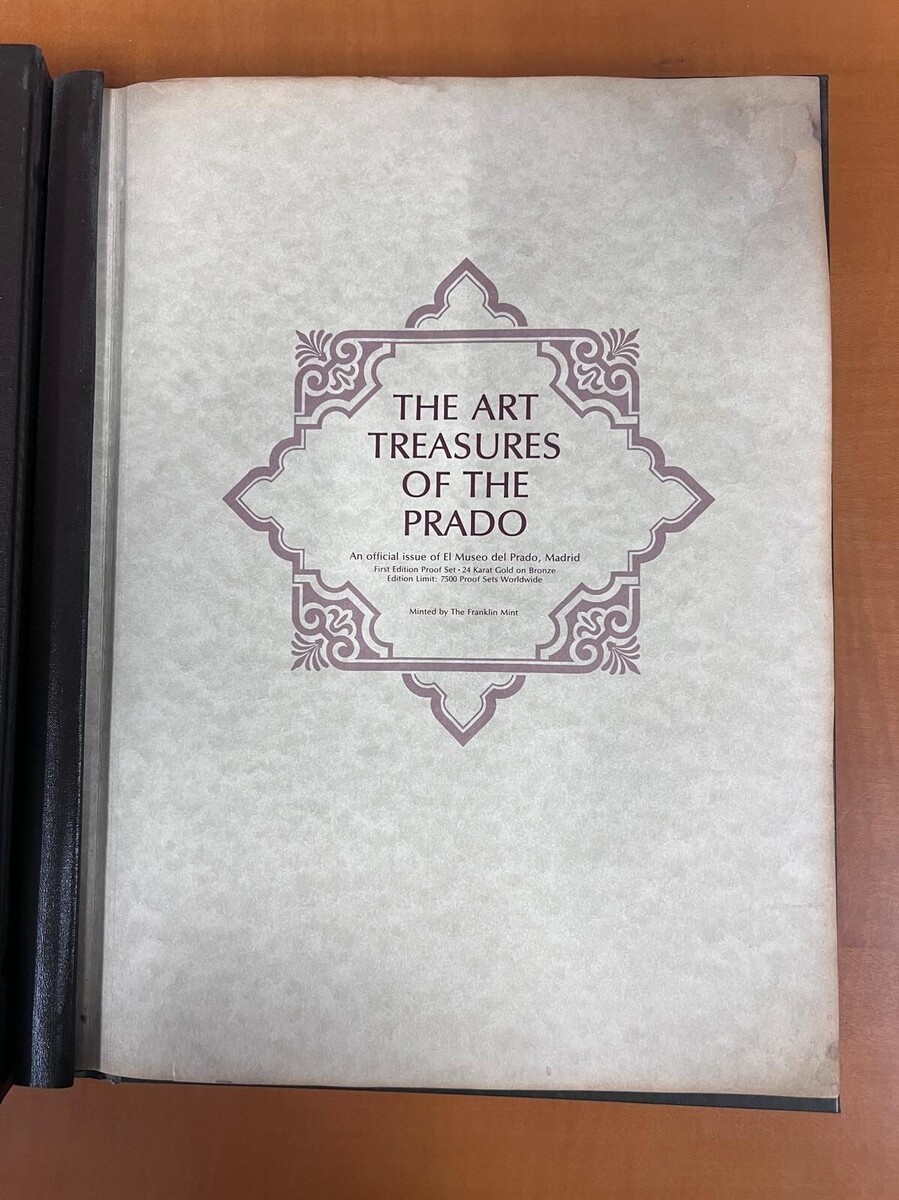 THE ART
TREASURES
OF THE
PRADO
An official issue of El Museo del Prado, Madrid
First Edition Proof Set • 24 Karat Gold on Bronze
Edition Limit: 7500 Proof Sets Worldwide
Minted by The Franklin Mint